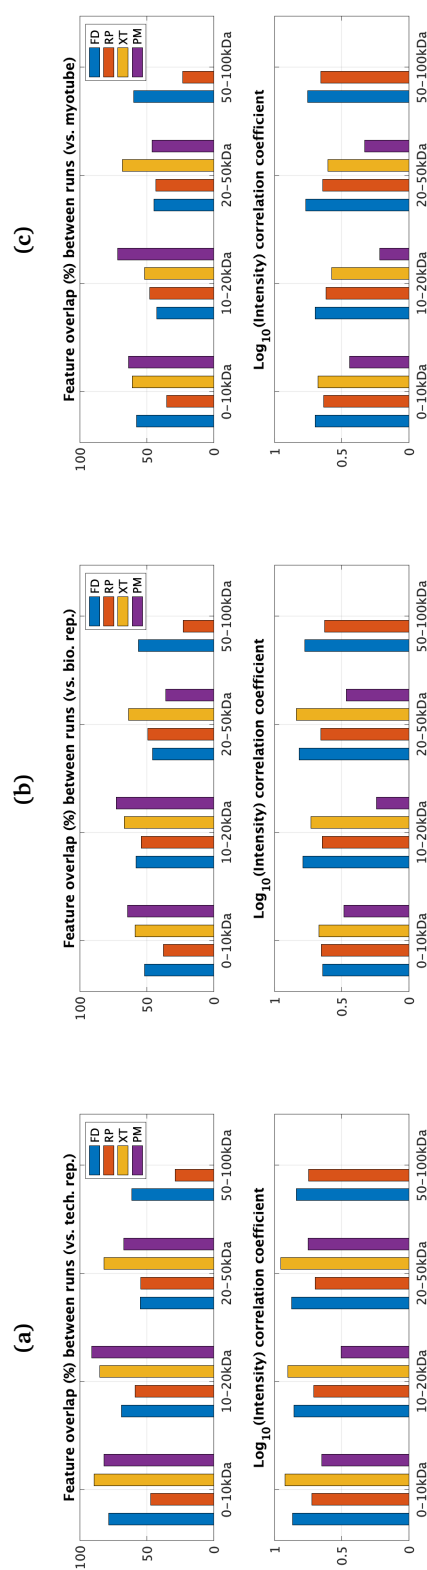 (a)
Feature overlap (%) between runs (vs. tech. rep.)
100
50
0
FD
RP
XT
PM
0−10kDa
10−20kDa
20−50kDa
50−100kDa
Log10(Intensity) correlation coefficient
1
0.5
0
0−10kDa
10−20kDa
20−50kDa
50−100kDa
(b)
Feature overlap (%) between runs (vs. bio. rep.)
100
50
0
FD
RP
XT
PM
0−10kDa
10−20kDa
20−50kDa
50−100kDa
Log10(Intensity) correlation coefficient
1
0.5
0
0−10kDa
10−20kDa
20−50kDa
50−100kDa
(c)
Feature overlap (%) between runs (vs. myotube)
100
50
0
FD
RP
XT
PM
0−10kDa
10−20kDa
20−50kDa
50−100kDa
Log10(Intensity) correlation coefficient
1
0.5
0
0−10kDa
10−20kDa
20−50kDa
50−100kDa